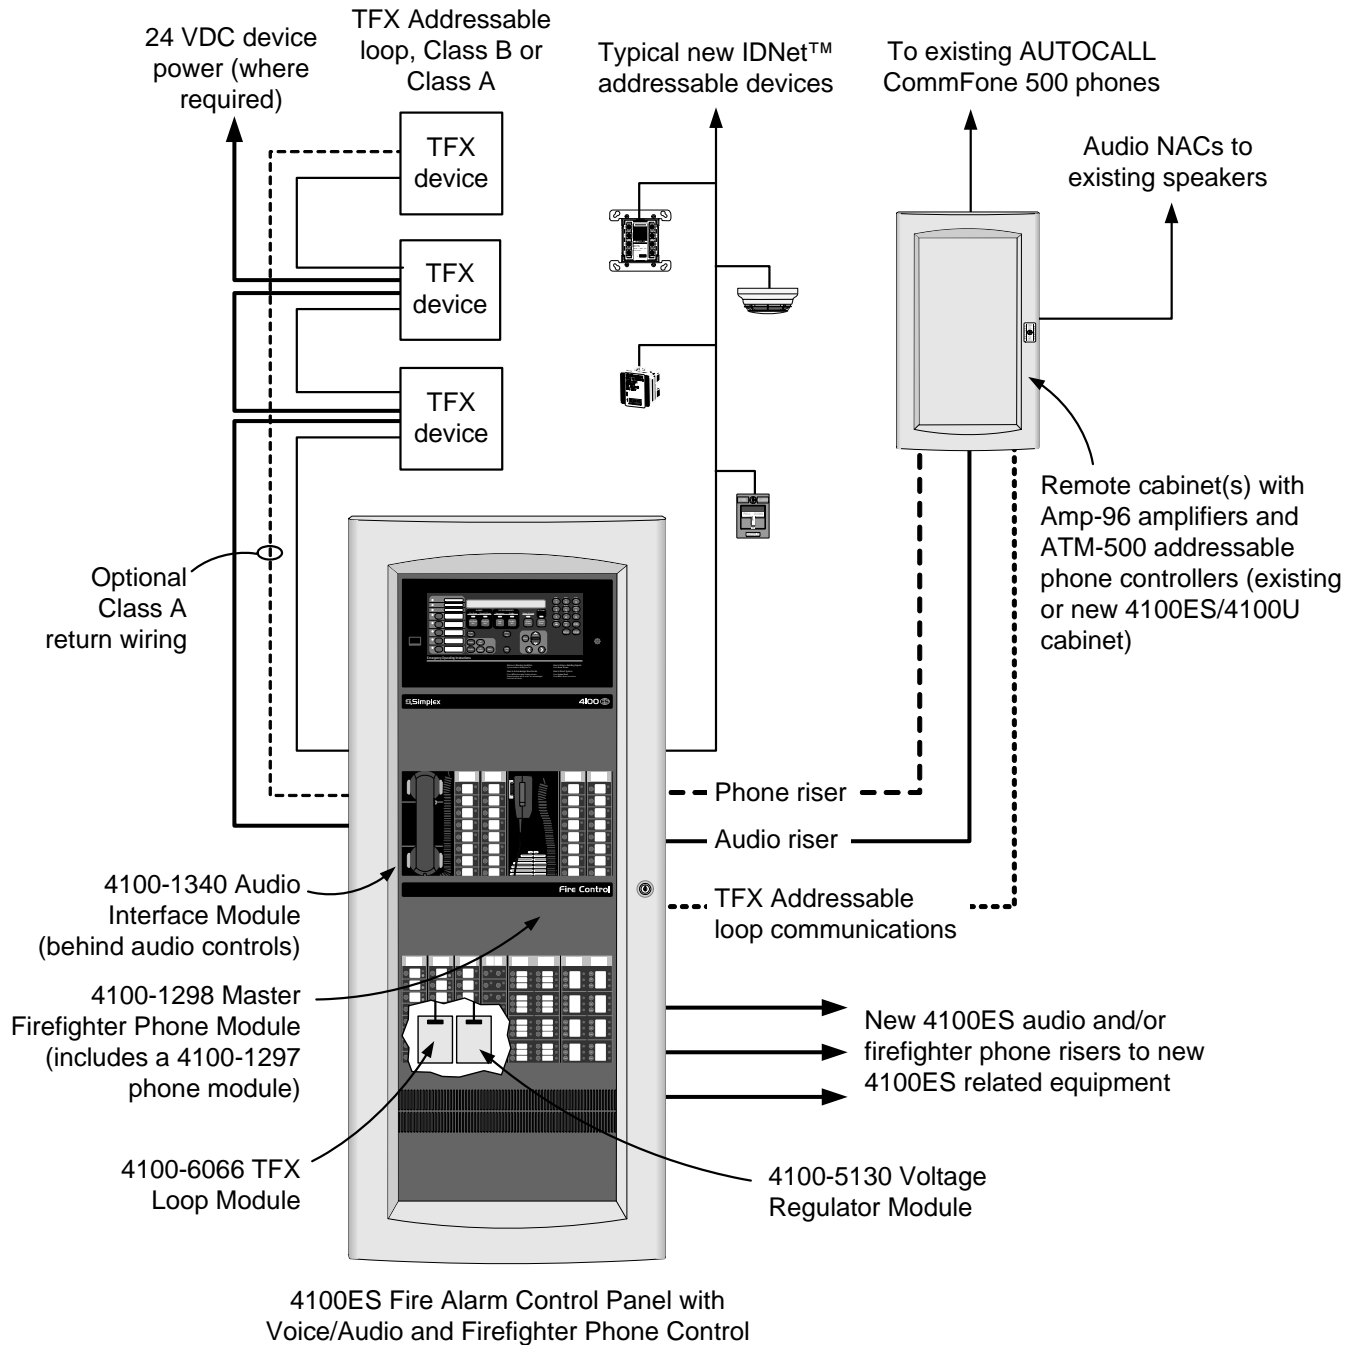 24 VDC device
power (where
required)
TFX Addressable
loop, Class B or
Class A
Typical new IDNet™
addressable devices
To existing AUTOCALL
CommFone 500 phones
Audio NACs to
existing speakers
TFX
device
TFX
device
TFX
device
Optional
Class A
return wiring
Remote cabinet(s) with
Amp-96 amplifiers and
ATM-500 addressable
phone controllers (existing
or new 4100ES/4100U
cabinet)
Simplex
4100 ES
Phone riser
Audio riser
4100-1340 Audio
Interface Module
(behind audio controls)
Fire Control
TFX Addressable
loop communications
4100-1298 Master
Firefighter Phone Module
(includes a 4100-1297
phone module)
New 4100ES audio and/or
firefighter phone risers to new
4100ES related equipment
4100-6066 TFX
Loop Module
4100-5130 Voltage
Regulator Module
4100ES Fire Alarm Control Panel with
Voice/Audio and Firefighter Phone Control